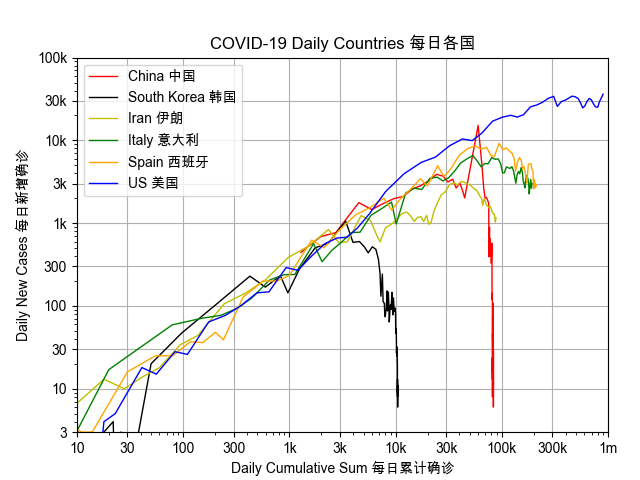 COVID-19 Daily Countries 每日各国
China 中国
South Korea 韩国
Iran 伊朗
Italy 意大利
Spain 西班牙
US 美国
Daily New Cases 每日新增确诊
100k
30k
10k
3k
1k
300
100
30
10
3
10 30 100 300 1k 3k 10k 30k 100k 300k 1m
Daily Cumulative Sum 每日累计确诊